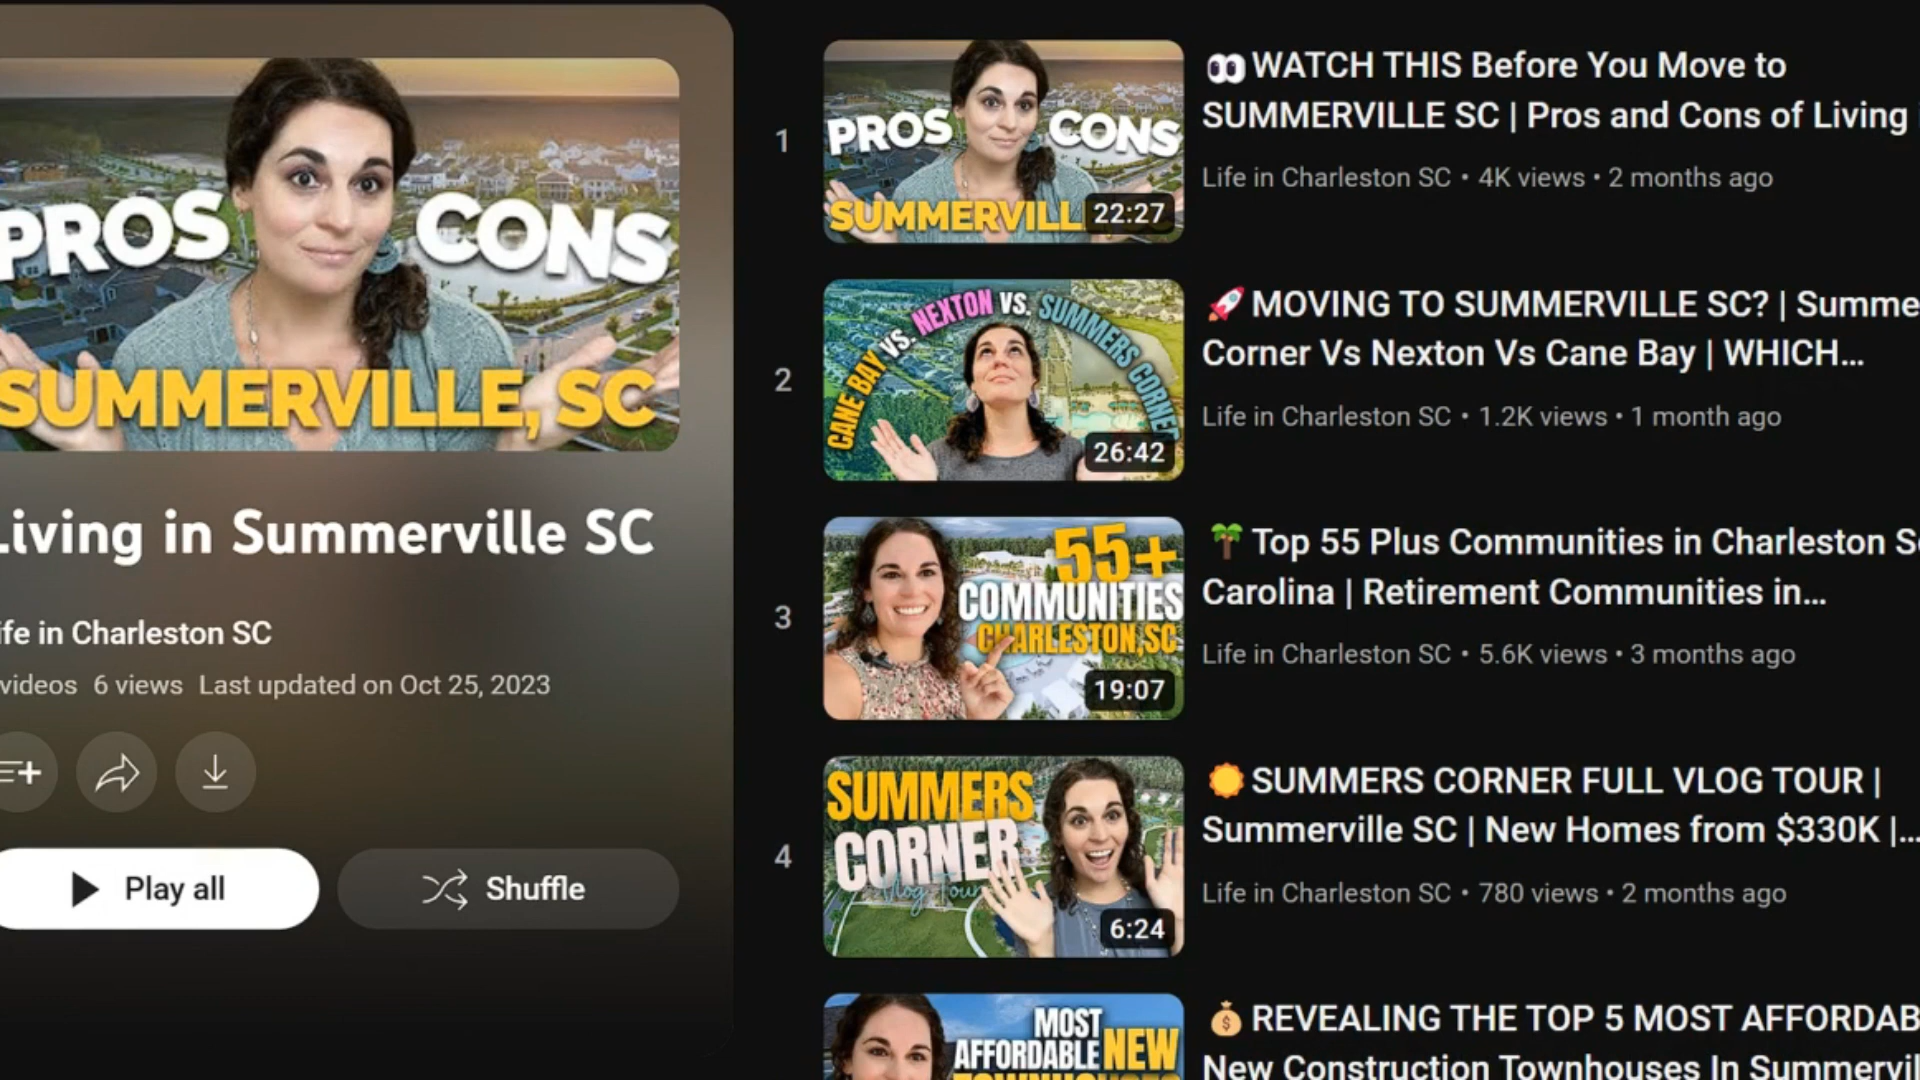 PROS CONS
SUMMERVILLE, SC
Living in Summerville SC
Life in Charleston SC
videos 6 views Last updated on Oct 25, 2023
Play all
Shuffle
1
PROS CONS
SUMMERVILL
22:27
WATCH THIS Before You Move to
SUMMERVILLE SC | Pros and Cons of Living
Life in Charleston SC • 4K views • 2 months ago
2
CANE BAY VS. NEXTON VS. SUMMERS CORNER
26:42
MOVING TO SUMMERVILLE SC? | Summe
Corner Vs Nexton Vs Cane Bay | WHICH...
Life in Charleston SC • 1.2K views • 1 month ago
3
55+
COMMUNITIES
CHARLESTON, SC
19:07
Top 55 Plus Communities in Charleston So
Carolina | Retirement Communities in...
Life in Charleston SC • 5.6K views • 3 months ago
4
SUMMERS
CORNER
Vlog Tour
6:24
SUMMERS CORNER FULL VLOG TOUR |
Summerville SC | New Homes from $330K |...
Life in Charleston SC • 780 views • 2 months ago
MOST
AFFORDABLE NEW
TOWNHOUSES
REVEALING THE TOP 5 MOST AFFORDAB
New Construction Townhouses In Summervil